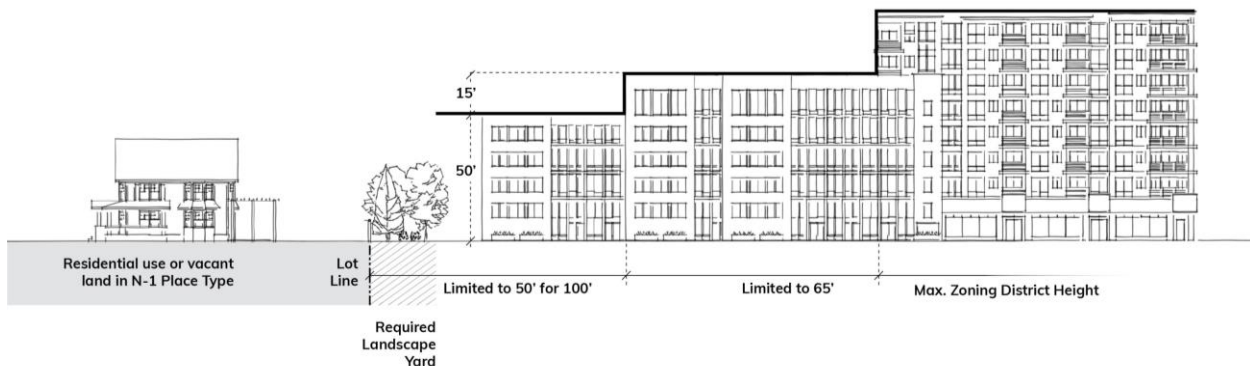 15’
50’
Residential use or vacant
land in N-1 Place Type
Lot
Line
Limited to 50’ for 100’
Limited to 65’
Max. Zoning District Height
Required
Landscape
Yard